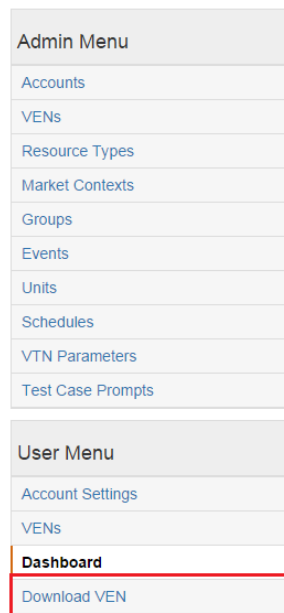 Admin Menu
Accounts
VENs
Resource Types
Market Contexts
Groups
Events
Units
Schedules
VTN Parameters
Test Case Prompts
User Menu
Account Settings
VENs
Dashboard
Download VEN